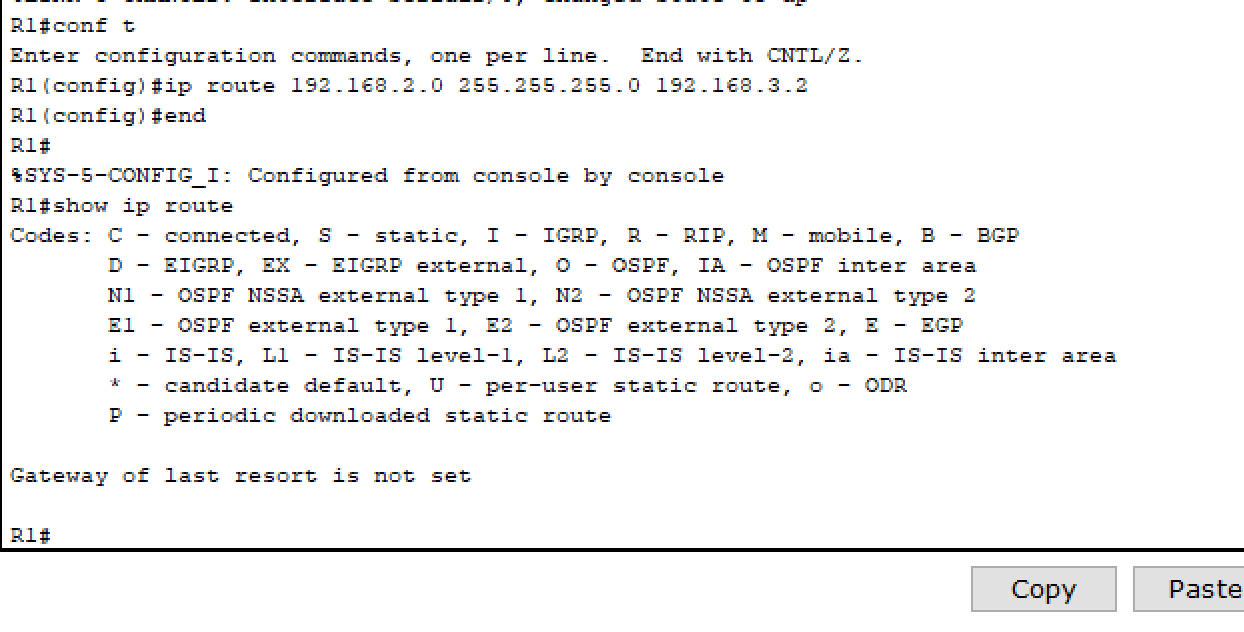 R1#conf t
Enter configuration commands, one per line.  End with CNTL/Z.
R1(config)#ip route 192.168.2.0 255.255.255.0 192.168.3.2
R1(config)#end
R1#
%SYS-5-CONFIG_I: Configured from console by console
R1#show ip route
Codes: C - connected, S - static, I - IGRP, R - RIP, M - mobile, B - BGP
       D - EIGRP, EX - EIGRP external, O - OSPF, IA - OSPF inter area
       N1 - OSPF NSSA external type 1, N2 - OSPF NSSA external type 2
       E1 - OSPF external type 1, E2 - OSPF external type 2, E - EGP
       i - IS-IS, L1 - IS-IS level-1, L2 - IS-IS level-2, ia - IS-IS inter area
       * - candidate default, U - per-user static route, o - ODR
       P - periodic downloaded static route
Gateway of last resort is not set
R1#
Copy Paste